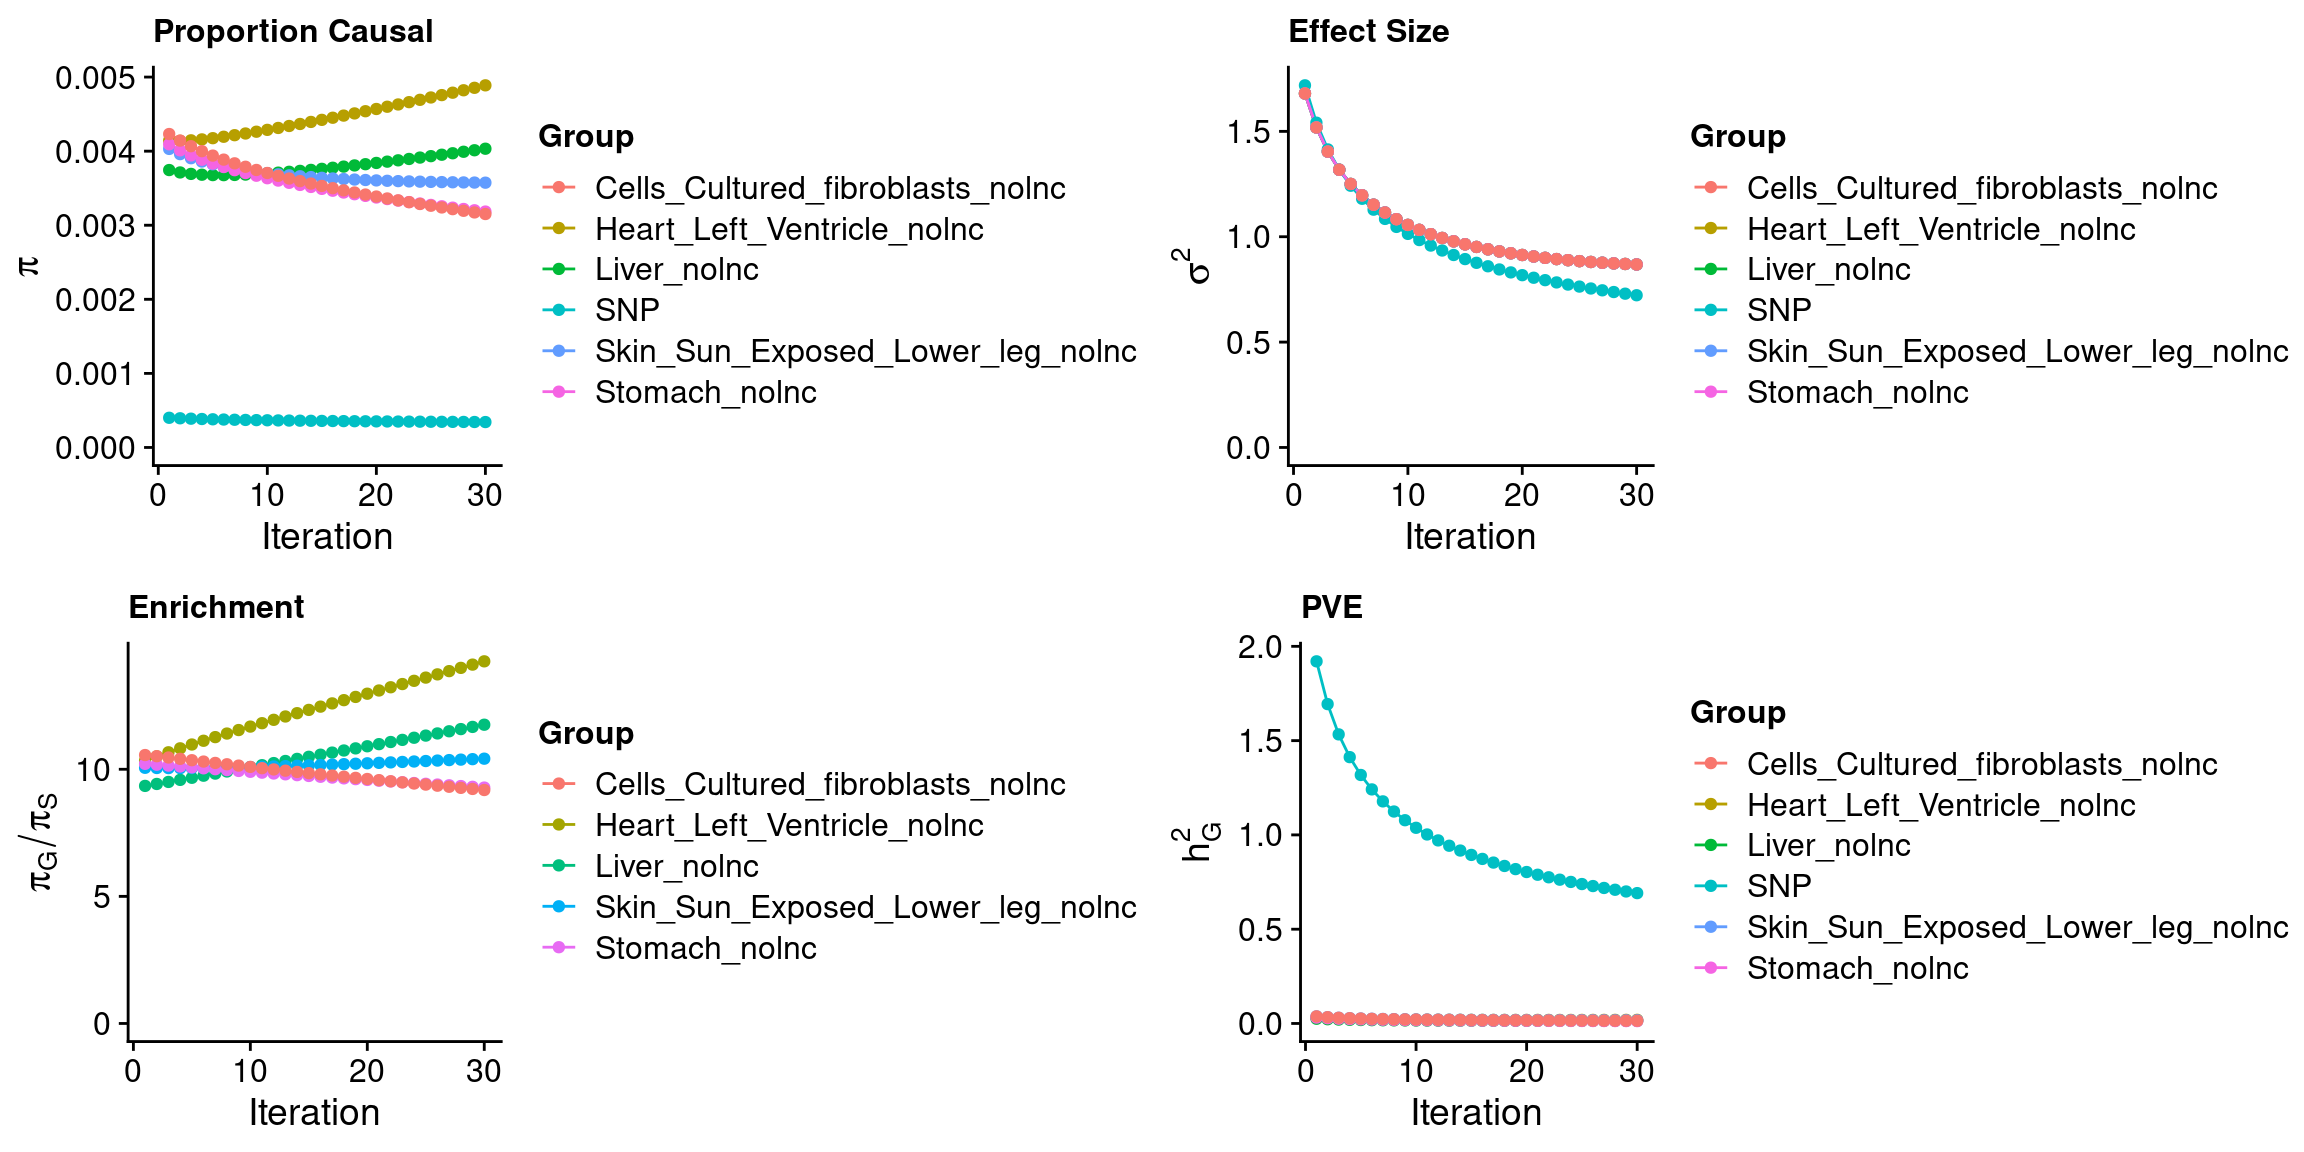 Proportion Causal
0.005
0.004
0.003
0.002
0.001
0.000
π
0 10 20 30
Iteration
Group
Cells_Cultured_fibroblasts_nolnc
Heart_Left_Ventricle_nolnc
Liver_nolnc
SNP
Skin_Sun_Exposed_Lower_leg_nolnc
Stomach_nolnc
Effect Size
1.5
1.0
0.5
0.0
σ²
0 10 20 30
Iteration
Group
Cells_Cultured_fibroblasts_nolnc
Heart_Left_Ventricle_nolnc
Liver_nolnc
SNP
Skin_Sun_Exposed_Lower_leg_nolnc
Stomach_nolnc
Enrichment
10
5
0
πG/πS
0 10 20 30
Iteration
Group
Cells_Cultured_fibroblasts_nolnc
Heart_Left_Ventricle_nolnc
Liver_nolnc
Skin_Sun_Exposed_Lower_leg_nolnc
Stomach_nolnc
PVE
2.0
1.5
1.0
0.5
0.0
h²G
0 10 20 30
Iteration
Group
Cells_Cultured_fibroblasts_nolnc
Heart_Left_Ventricle_nolnc
Liver_nolnc
SNP
Skin_Sun_Exposed_Lower_leg_nolnc
Stomach_nolnc